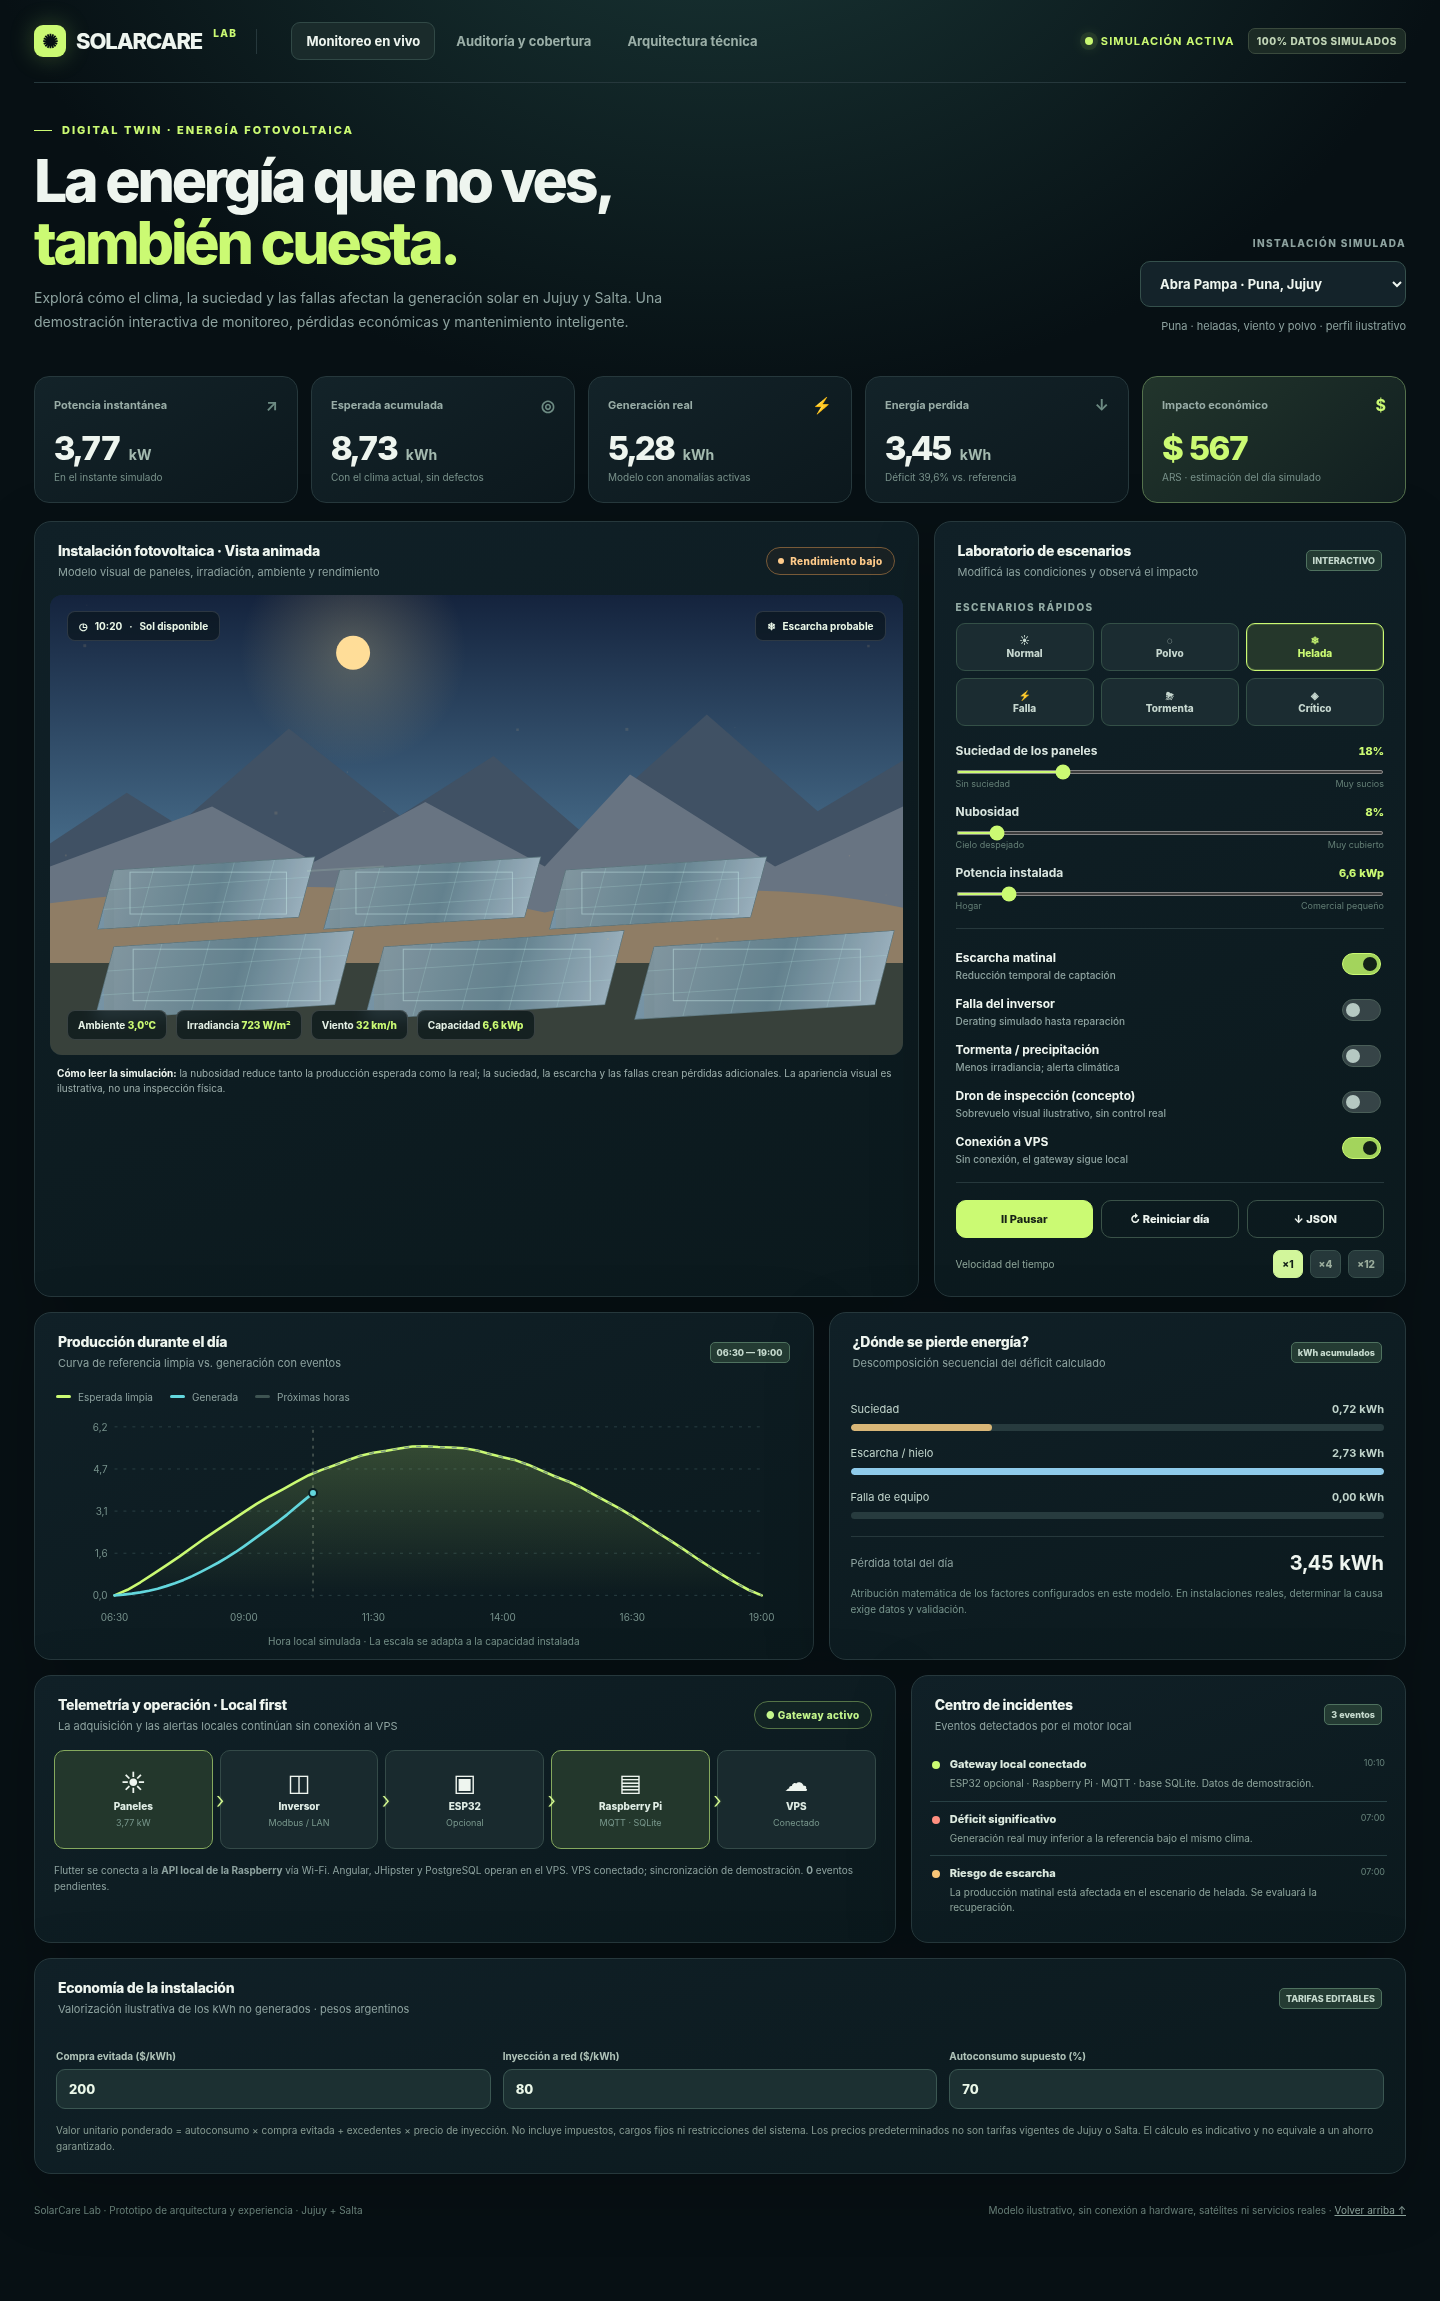 SOLARCARE LAB
Monitoreo en vivo
Auditoría y cobertura
Arquitectura técnica
SIMULACIÓN ACTIVA
100% DATOS SIMULADOS
DIGITAL TWIN · ENERGÍA FOTOVOLTAICA
La energía que no ves,
también cuesta.
Explorá cómo el clima, la suciedad y las fallas afectan la generación solar en Jujuy y Salta. Una
demostración interactiva de monitoreo, pérdidas económicas y mantenimiento inteligente.
INSTALACIÓN SIMULADA
Abra Pampa · Puna, Jujuy
Puna · heladas, viento y polvo · perfil ilustrativo
Potencia instantánea ↗
3,77 kW
En el instante simulado
Esperada acumulada ◎
8,73 kWh
Con el clima actual, sin defectos
Generación real ⚡
5,28 kWh
Modelo con anomalías activas
Energía perdida ↓
3,45 kWh
Déficit 39,6% vs. referencia
Impacto económico $
$ 567
ARS · estimación del día simulado
Instalación fotovoltaica · Vista animada
Modelo visual de paneles, irradiación, ambiente y rendimiento
Rendimiento bajo
10:20 · Sol disponible
❄ Escarcha probable
Ambiente 3,0°C
Irradiancia 723 W/m²
Viento 32 km/h
Capacidad 6,6 kWp
Cómo leer la simulación: la nubosidad reduce tanto la producción esperada como la real; la suciedad, la escarcha y las fallas crean pérdidas adicionales. La apariencia visual es
ilustrativa, no una inspección física.
Laboratorio de escenarios
Modificá las condiciones y observá el impacto
INTERACTIVO
ESCENARIOS RÁPIDOS
Normal
Polvo
Helada
Falla
Tormenta
Crítico
Suciedad de los paneles 18%
Sin suciedad Muy sucios
Nubosidad 8%
Cielo despejado Muy cubierto
Potencia instalada 6,6 kWp
Hogar Comercial pequeño
Escarcha matinal
Reducción temporal de captación
Falla del inversor
Derating simulado hasta reparación
Tormenta / precipitación
Menos irradiancia; alerta climática
Dron de inspección (concepto)
Sobrevuelo visual ilustrativo, sin control real
Conexión a VPS
Sin conexión, el gateway sigue local
II Pausar
↻ Reiniciar día
↓ JSON
Velocidad del tiempo
×1
×4
×12
Producción durante el día
Curva de referencia limpia vs. generación con eventos
06:30 — 19:00
Esperada limpia
Generada
Próximas horas
6,2
4,7
3,1
1,6
0,0
06:30 09:00 11:30 14:00 16:30 19:00
Hora local simulada · La escala se adapta a la capacidad instalada
¿Dónde se pierde energía?
Descomposición secuencial del déficit calculado
kWh acumulados
Suciedad 0,72 kWh
Escarcha / hielo 2,73 kWh
Falla de equipo 0,00 kWh
Pérdida total del día 3,45 kWh
Atribución matemática de los factores configurados en este modelo. En instalaciones reales, determinar la causa
exige datos y validación.
Telemetría y operación · Local first
La adquisición y las alertas locales continúan sin conexión al VPS
Gateway activo
Paneles
3,77 kW
Inversor
Modbus / LAN
ESP32
Opcional
Raspberry Pi
MQTT · SQLite
VPS
Conectado
Flutter se conecta a la API local de la Raspberry vía Wi-Fi. Angular, JHipster y PostgreSQL operan en el VPS. VPS conectado; sincronización de demostración. 0 eventos
pendientes.
Centro de incidentes
Eventos detectados por el motor local
3 eventos
Gateway local conectado 10:10
ESP32 opcional · Raspberry Pi · MQTT · base SQLite. Datos de demostración.
Déficit significativo 07:00
Generación real muy inferior a la referencia bajo el mismo clima.
Riesgo de escarcha 07:00
La producción matinal está afectada en el escenario de helada. Se evaluará la
recuperación.
Economía de la instalación
Valorización ilustrativa de los kWh no generados · pesos argentinos
TARIFAS EDITABLES
Compra evitada ($/kWh)
200
Inyección a red ($/kWh)
80
Autoconsumo supuesto (%)
70
Valor unitario ponderado = autoconsumo × compra evitada + excedentes × precio de inyección. No incluye impuestos, cargos fijos ni restricciones del sistema. Los precios predeterminados no son tarifas vigentes de Jujuy o Salta. El cálculo es indicativo y no equivale a un ahorro
garantizado.
SolarCare Lab · Prototipo de arquitectura y experiencia · Jujuy + Salta
Modelo ilustrativo, sin conexión a hardware, satélites ni servicios reales · Volver arriba ↑